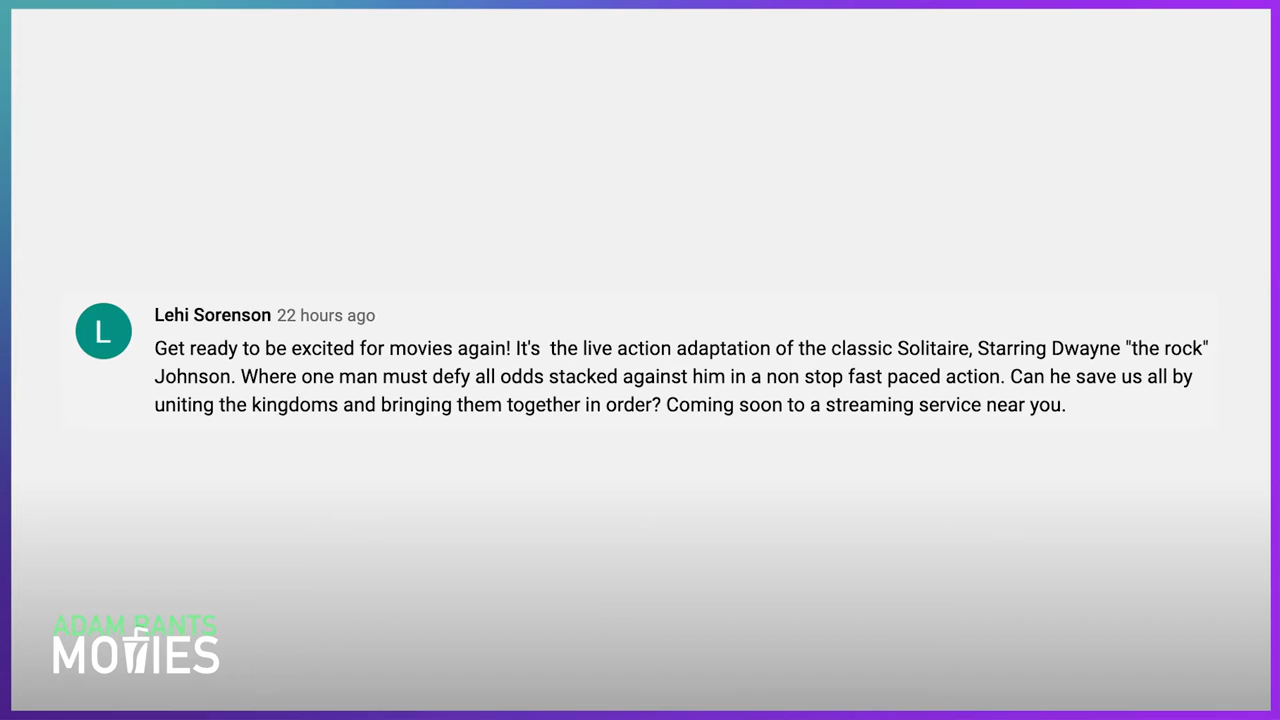 L
Lehi Sorenson 22 hours ago
Get ready to be excited for movies again! It's  the live action adaptation of the classic Solitaire, Starring Dwayne "the rock"
Johnson. Where one man must defy all odds stacked against him in a non stop fast paced action. Can he save us all by
uniting the kingdoms and bringing them together in order? Coming soon to a streaming service near you.
ADAM RANTS
MOVIES